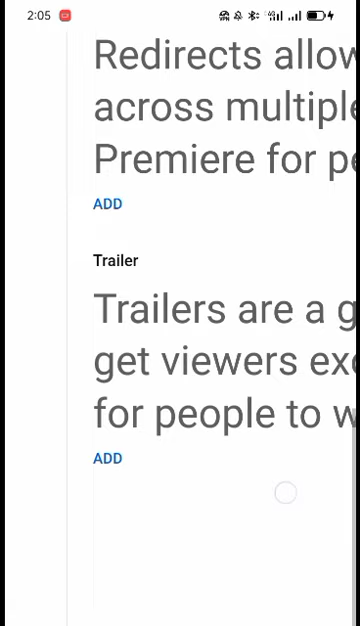 2:05
Redirects allow
across multiple
Premiere for pe
ADD
Trailer
Trailers are a g
get viewers exc
for people to w
ADD